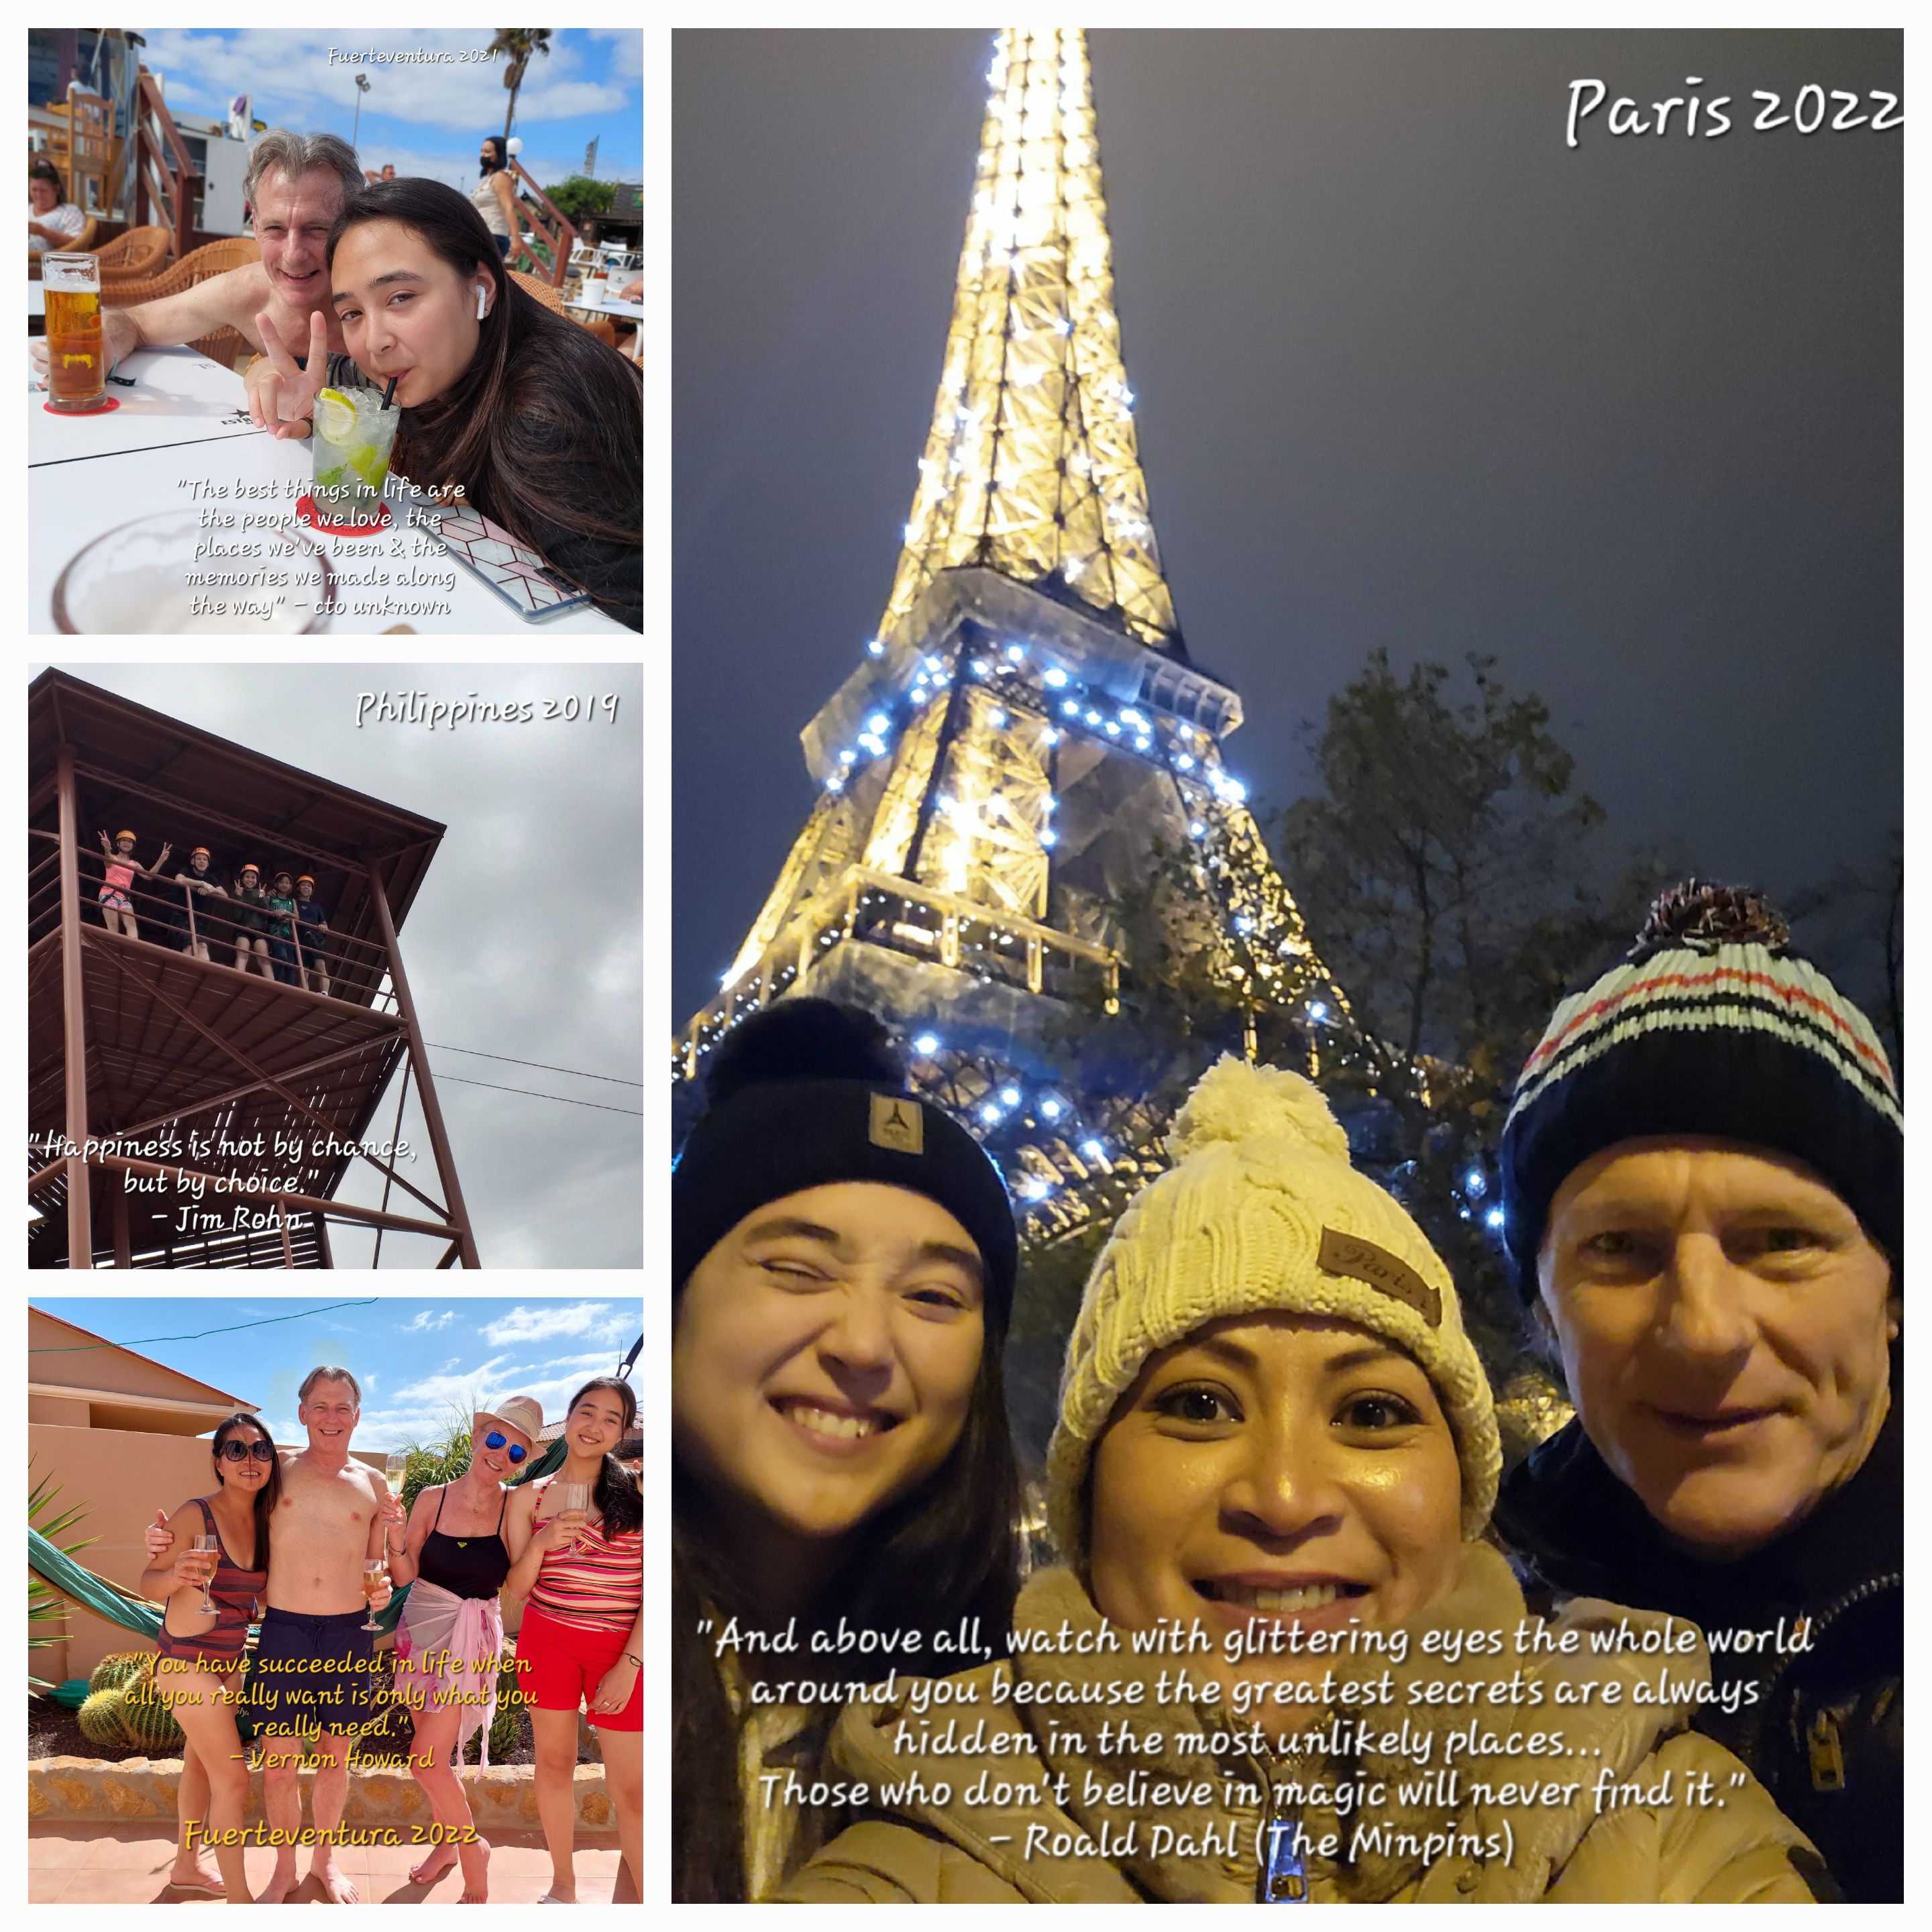 Fuerteventura 2021
"The best things in life are
the people we love, the
places we've been & the
memories we made along
the way" - cto unknown
Philippines 2019
"Happiness is not by chance,
but by choice."
- Jim Rohn
"You have succeeded in life when
all you really want is only what you
really need."
- Vernon Howard
Fuerteventura 2022
Paris 2022
Paris
"And above all, watch with glittering eyes the whole world
around you because the greatest secrets are always
hidden in the most unlikely places...
Those who don't believe in magic will never find it."
- Roald Dahl (The Minpins)